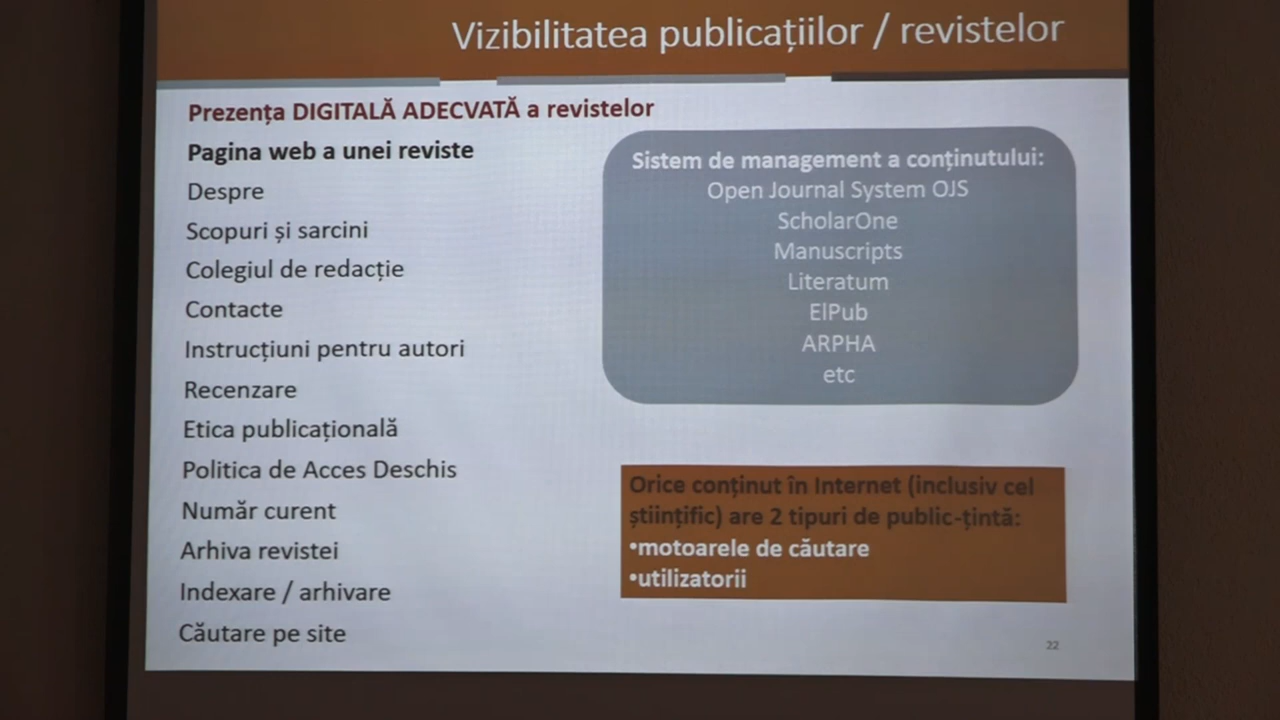 Vizibilitatea publicațiilor / revistelor
Prezența DIGITALĂ ADECVATĂ a revistelor
Pagina web a unei reviste
Despre
Scopuri și sarcini
Colegiul de redacție
Contacte
Instrucțiuni pentru autori
Recenzare
Etica publicațională
Politica de Acces Deschis
Număr curent
Arhiva revistei
Indexare / arhivare
Căutare pe site
Sistem de management a conținutului:
Open Journal System OJS
ScholarOne
Manuscripts
Literatum
ElPub
ARPHA
etc
Orice conținut în Internet (inclusiv cel
științific) are 2 tipuri de public-țintă:
•motoarele de căutare
•utilizatorii
22